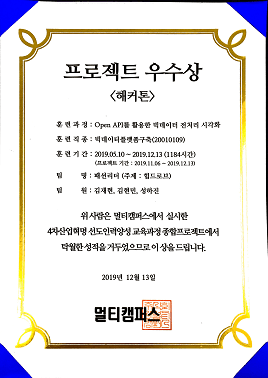 프로젝트 우수상
<해커톤>
훈 련 과 정 : Open API를 활용한 빅데이터 전처리 시각화
훈 련 직 종 : 빅데이터플랫폼구축(20010109)
훈 련 기 간 : 2019.05.10 ~ 2019.12.13 (1184시간)
(프로젝트 기간 : 2019.11.06 ~ 2019.12.13)
팀 명 : 패션리더 (주제 : 힙드로브)
팀 원 : 김재현, 김현민, 성하진
위 사람은 멀티캠퍼스에서 실시한
4차산업혁명 선도인력양성 교육과정 종합프로젝트에서
탁월한 성적을 거두었으므로 이 상을 드립니다.
2019년 12월 13일
멀티캠퍼스